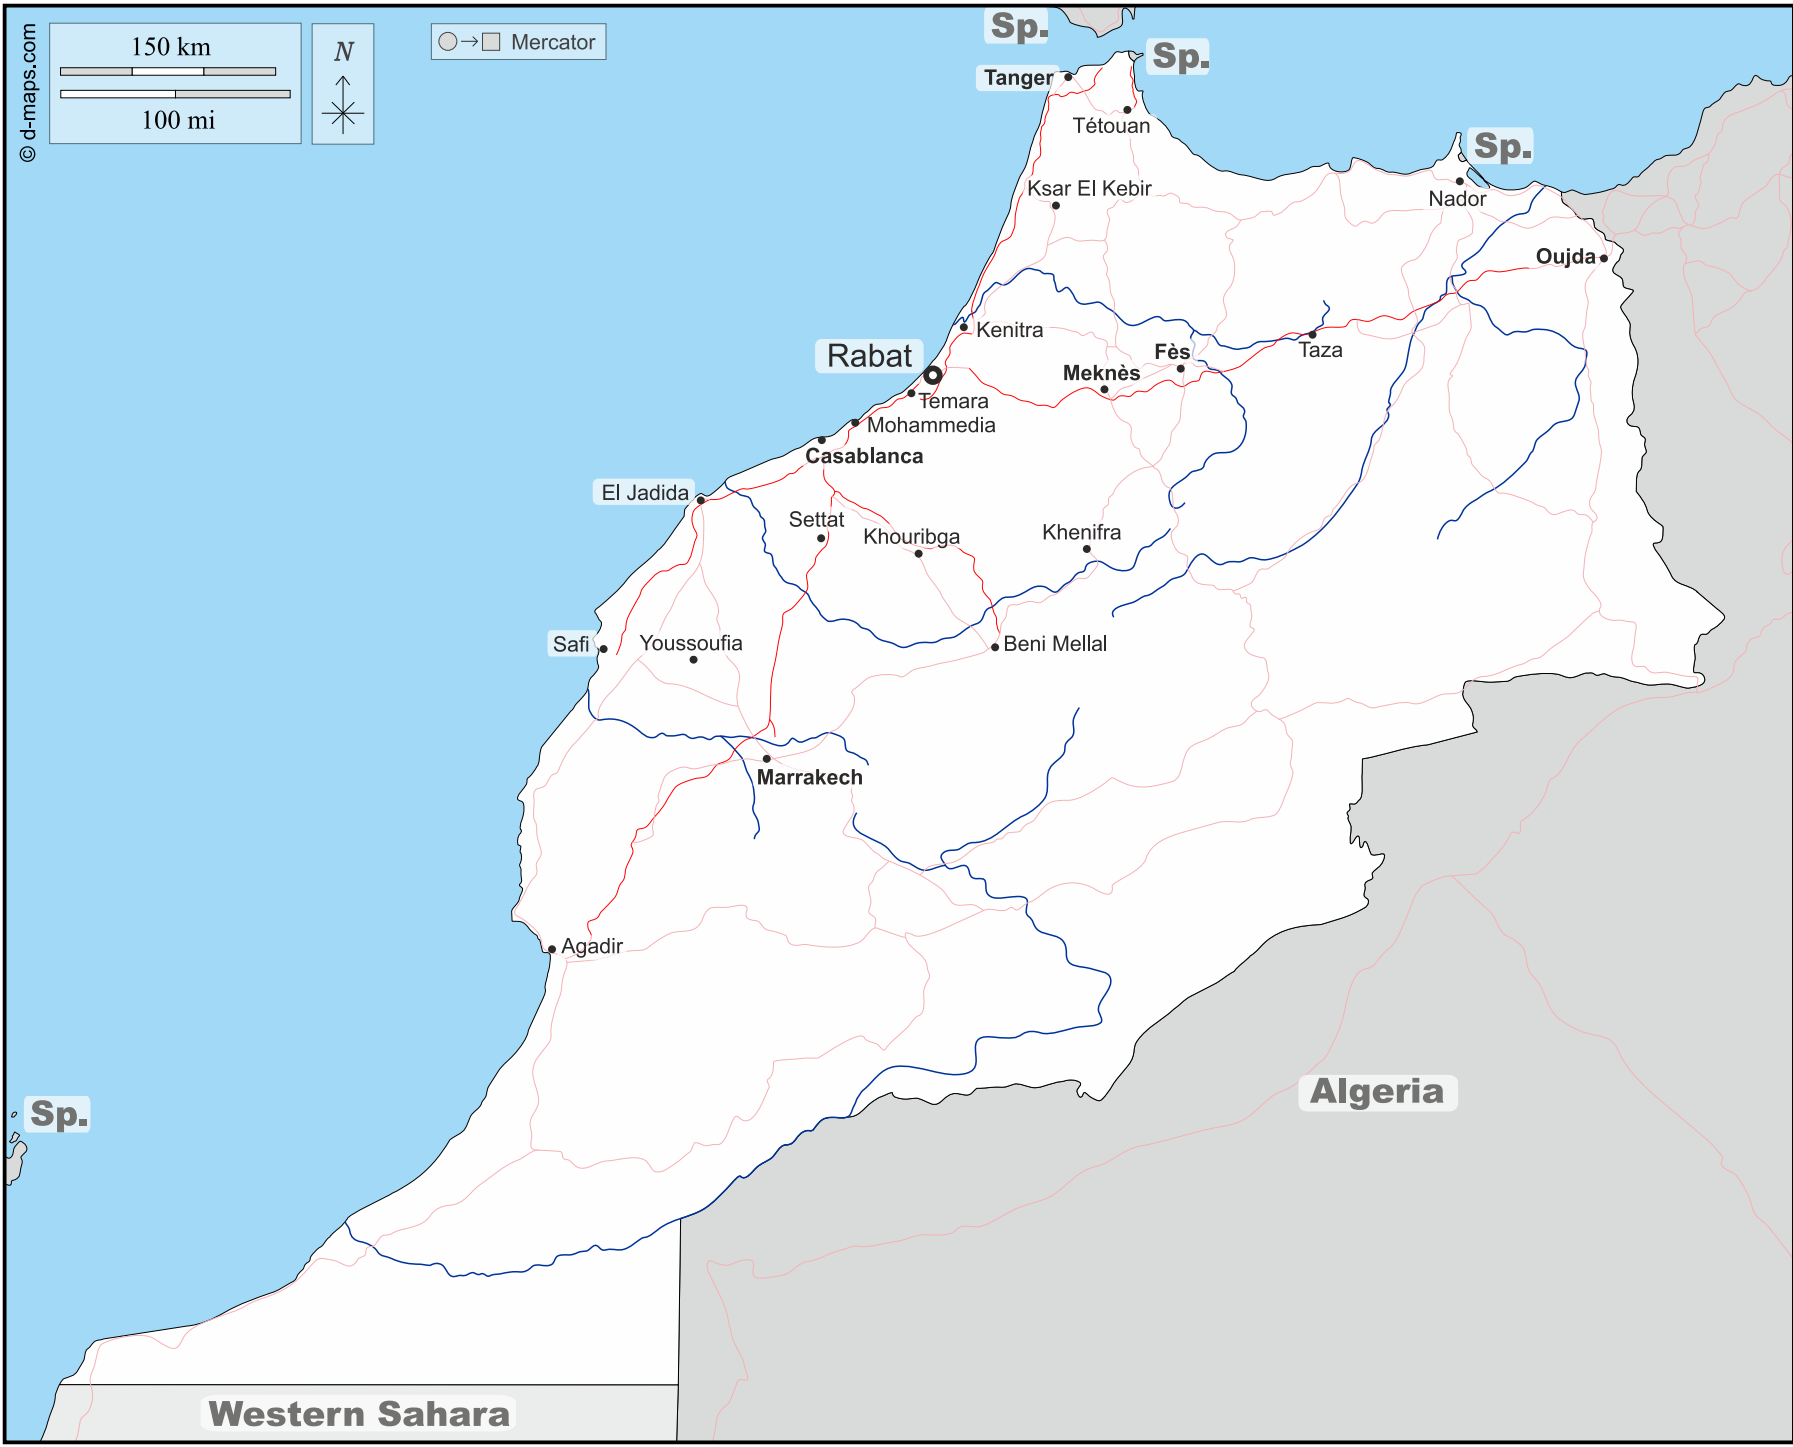 © d-maps.com
150 km
100 mi
N
Mercator
Sp.
Sp.
Tanger
Tétouan
Sp.
Ksar El Kebir
Nador
Oujda
Kenitra
Rabat
Fès
Taza
Meknès
Temara
Mohammedia
Casablanca
El Jadida
Settat
Khouribga
Khenifra
Safi
Youssoufia
Beni Mellal
Marrakech
Agadir
Algeria
Sp.
Western Sahara